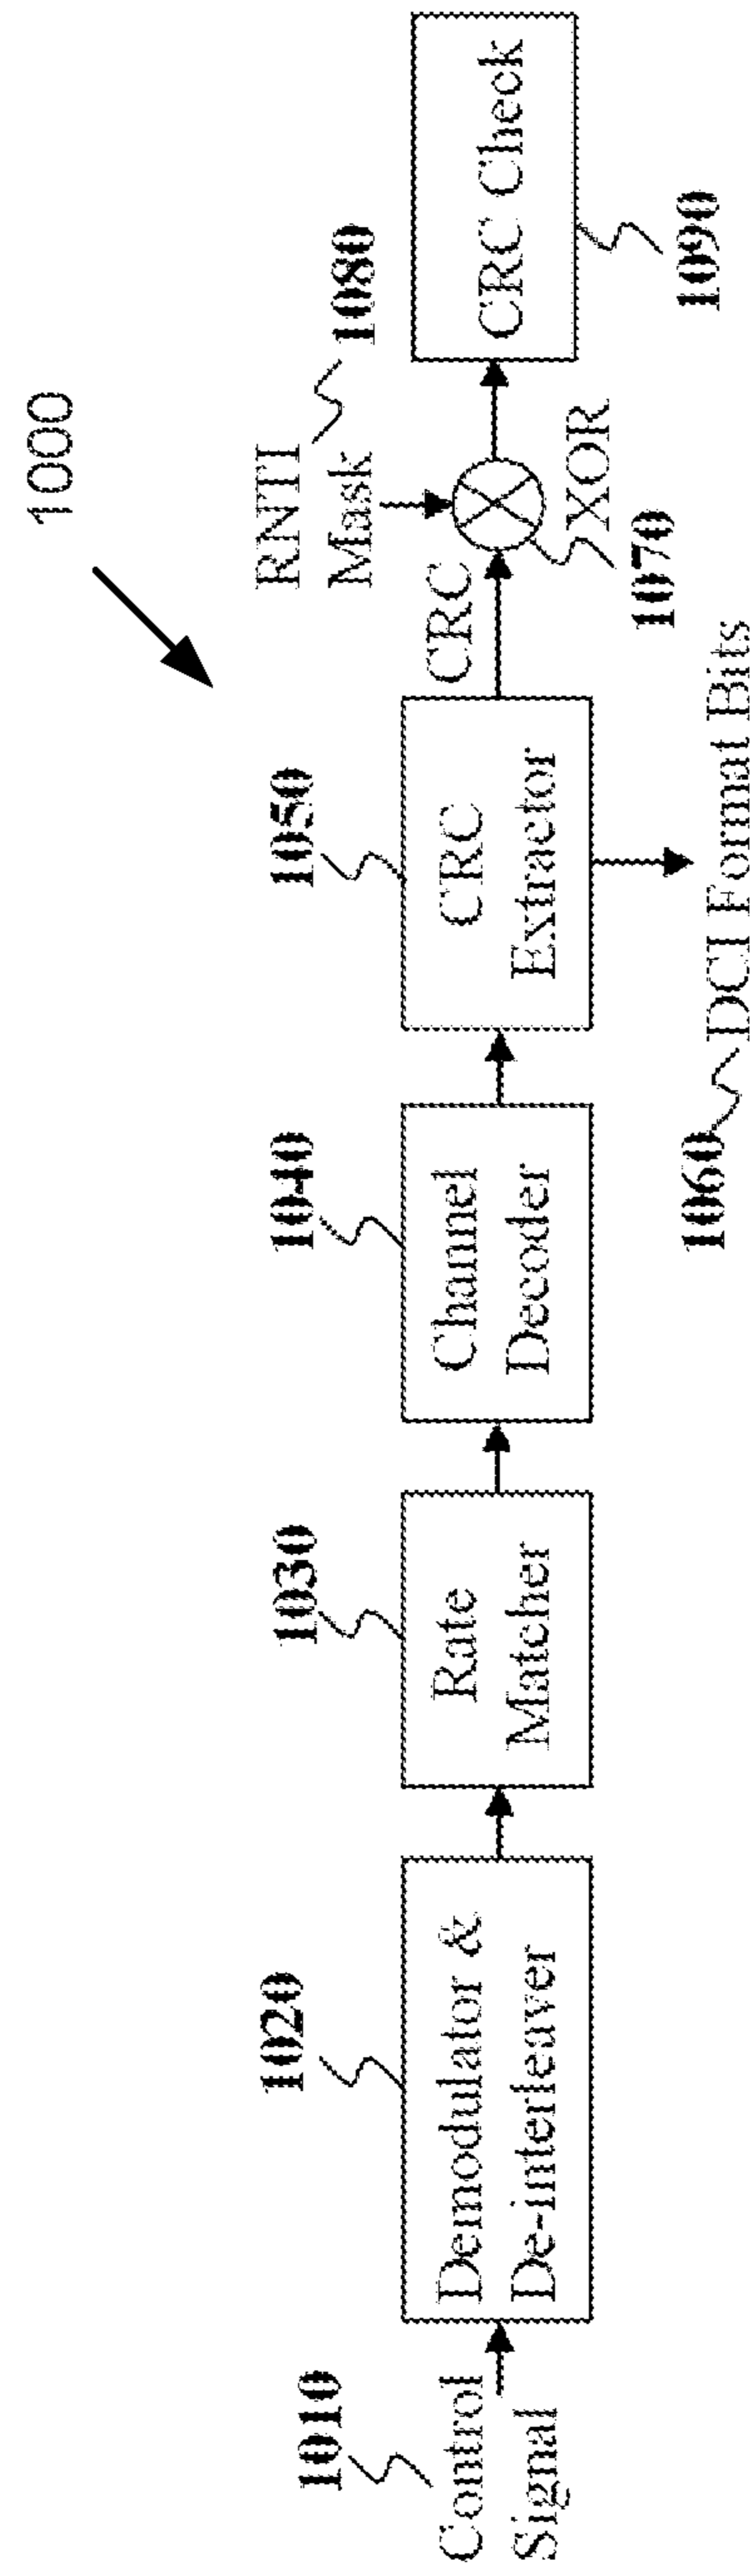 1000
1010
Control
Signal
1020
Demodulator &
De-interleaver
1030
Rate
Matcher
1040
Channel
Decoder
1050
CRC
Extractor
1060
DCI Format Bits
CRC
RNTI
Mask
1080
XOR
1070
CRC Check
1090